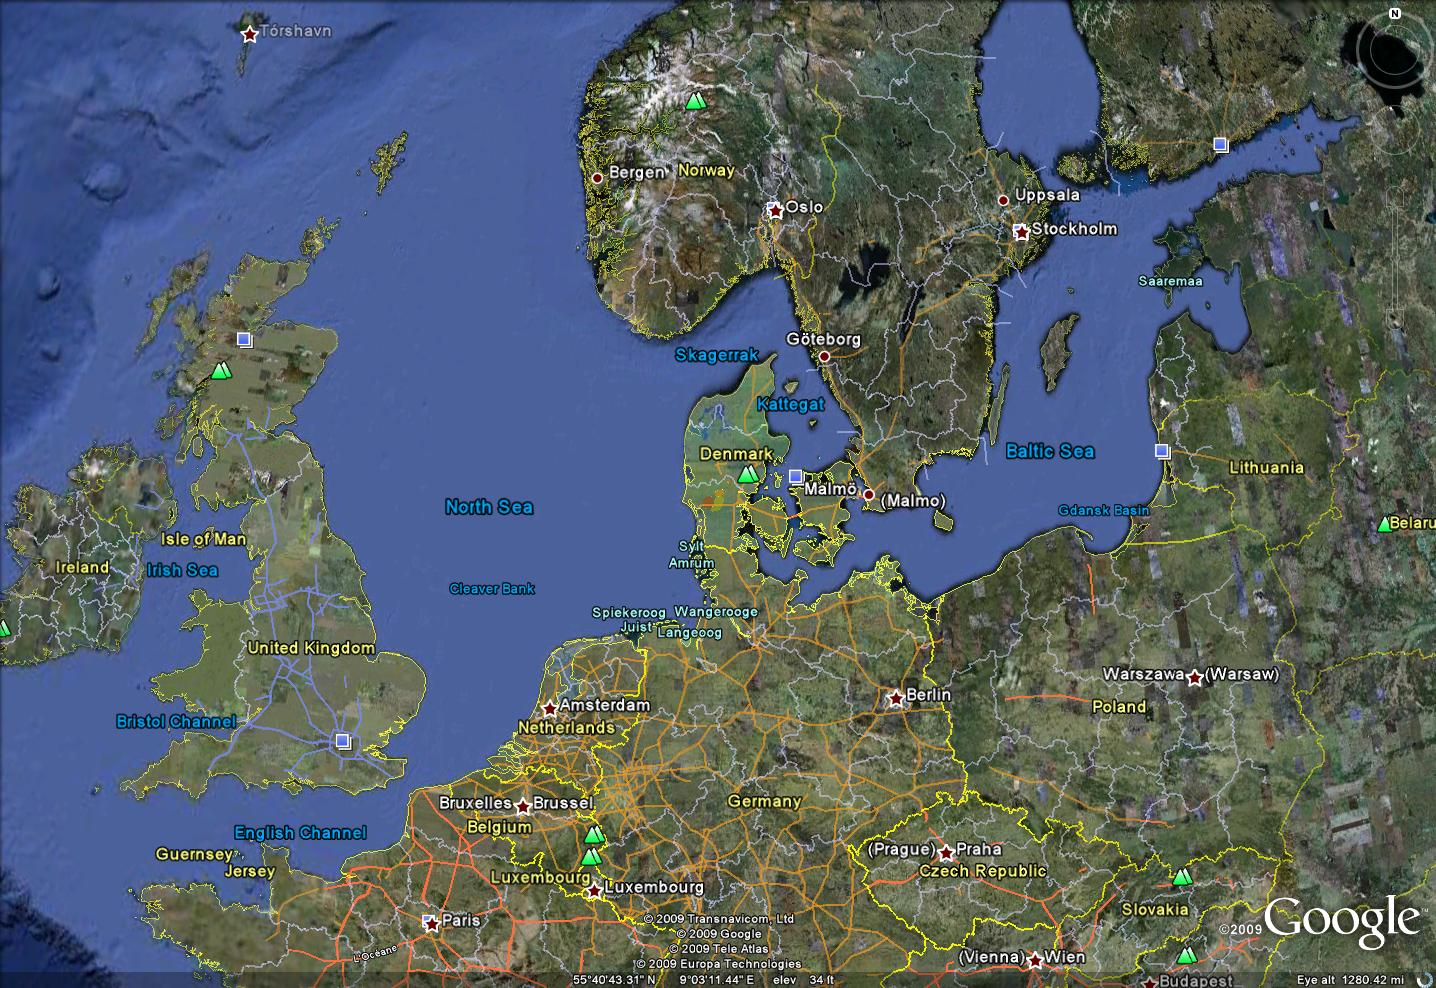 N
Tórshavn
Bergen
Norway
Oslo
Uppsala
Stockholm
Saaremaa
Göteborg
Skagerrak
Kattegat
Denmark
Baltic Sea
Lithuania
Malmö (Malmo)
North Sea
Gdansk Basin
Belaru
Isle of Man
Ireland
Irish Sea
Sylt
Amrum
Cleaver Bank
Spiekeroog
Wangerooge
Juist
Langeoog
United Kingdom
Warszawa (Warsaw)
Berlin
Amsterdam
Poland
Bristol Channel
Netherlands
Bruxelles Brussel
Germany
Belgium
English Channel
(Prague) Praha
Guernsey
Jersey
Czech Republic
Luxembourg
Luxembourg
Slovakia
Paris
L'Océane
(Vienna) Wien
Budapest
© 2009 Transnavicom, Ltd
© 2009 Google
© 2009 Tele Atlas
© 2009 Europa Technologies
©2009 Google™
55°40'43.31" N 9°03'11.44" E elev 34 ft
Eye alt 1280.42 mi